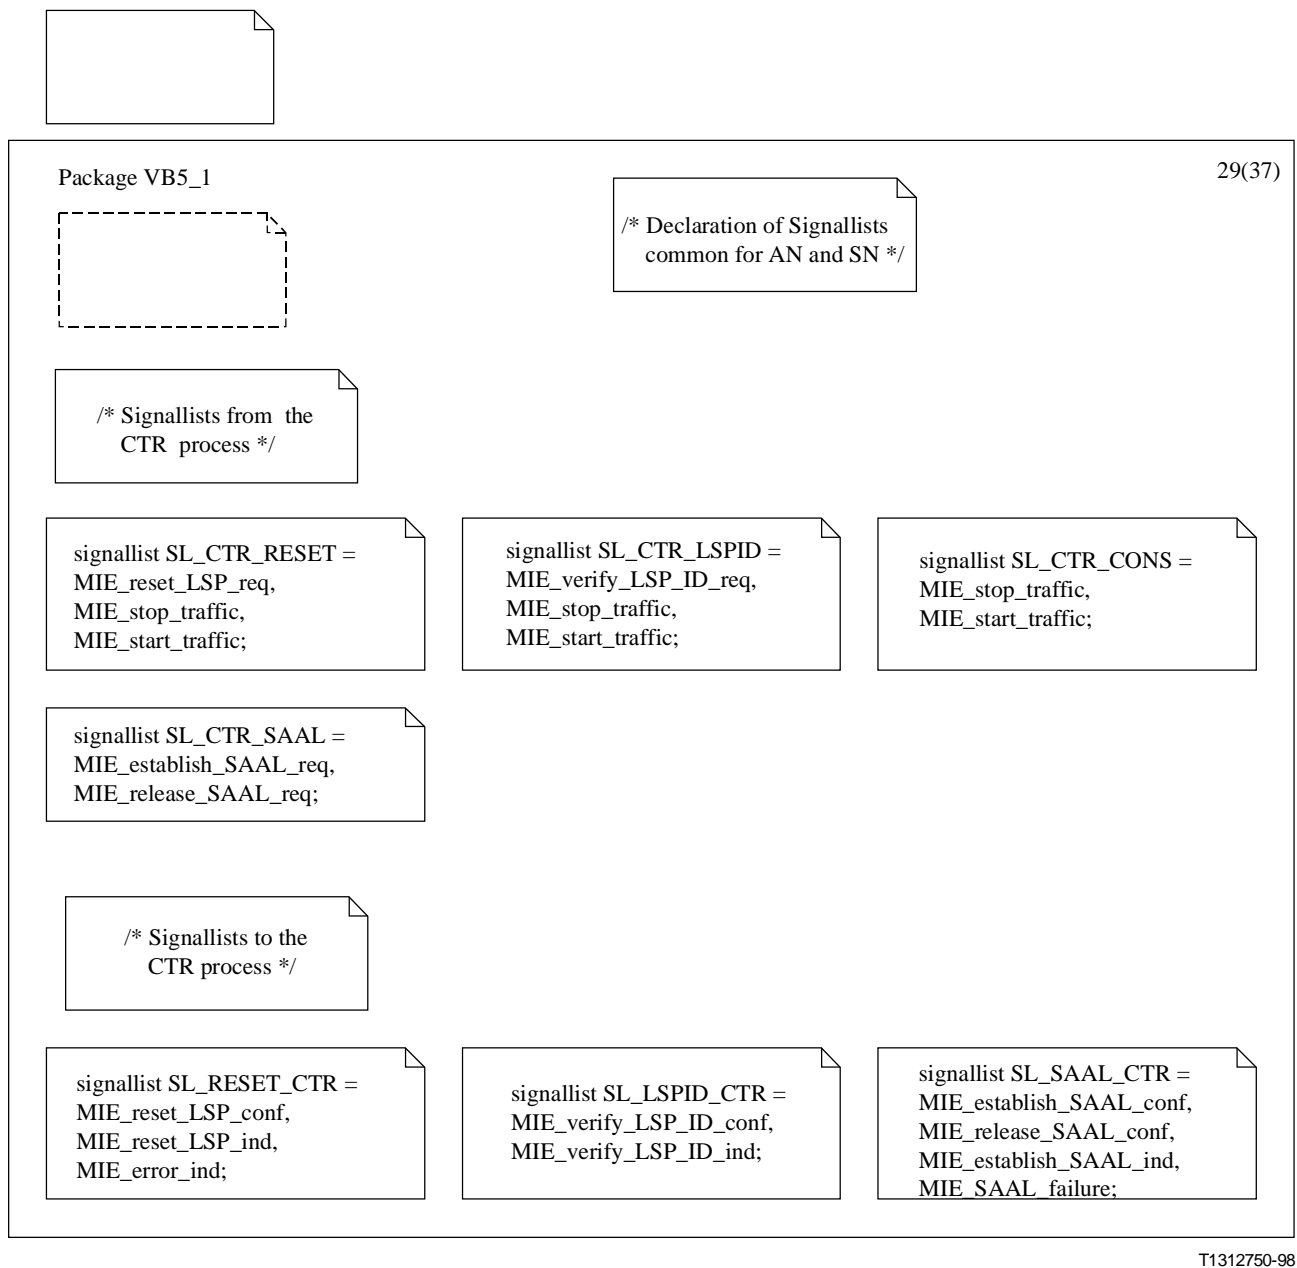 Package VB5_1
29(37)
/* Declaration of Signallists
common for AN and SN */
/* Signallists from the
CTR process */
signallist SL_CTR_RESET =
MIE_reset_LSP_req,
MIE_stop_traffic,
MIE_start_traffic;
signallist SL_CTR_LSPID =
MIE_verify_LSP_ID_req,
MIE_stop_traffic,
MIE_start_traffic;
signallist SL_CTR_CONS =
MIE_stop_traffic,
MIE_start_traffic;
signallist SL_CTR_SAAL =
MIE_establish_SAAL_req,
MIE_release_SAAL_req;
/* Signallists to the
CTR process */
signallist SL_RESET_CTR =
MIE_reset_LSP_conf,
MIE_reset_LSP_ind,
MIE_error_ind;
signallist SL_LSPID_CTR =
MIE_verify_LSP_ID_conf,
MIE_verify_LSP_ID_ind;
signallist SL_SAAL_CTR =
MIE_establish_SAAL_conf,
MIE_release_SAAL_conf,
MIE_establish_SAAL_ind,
MIE_SAAL_failure;
T1312750-98